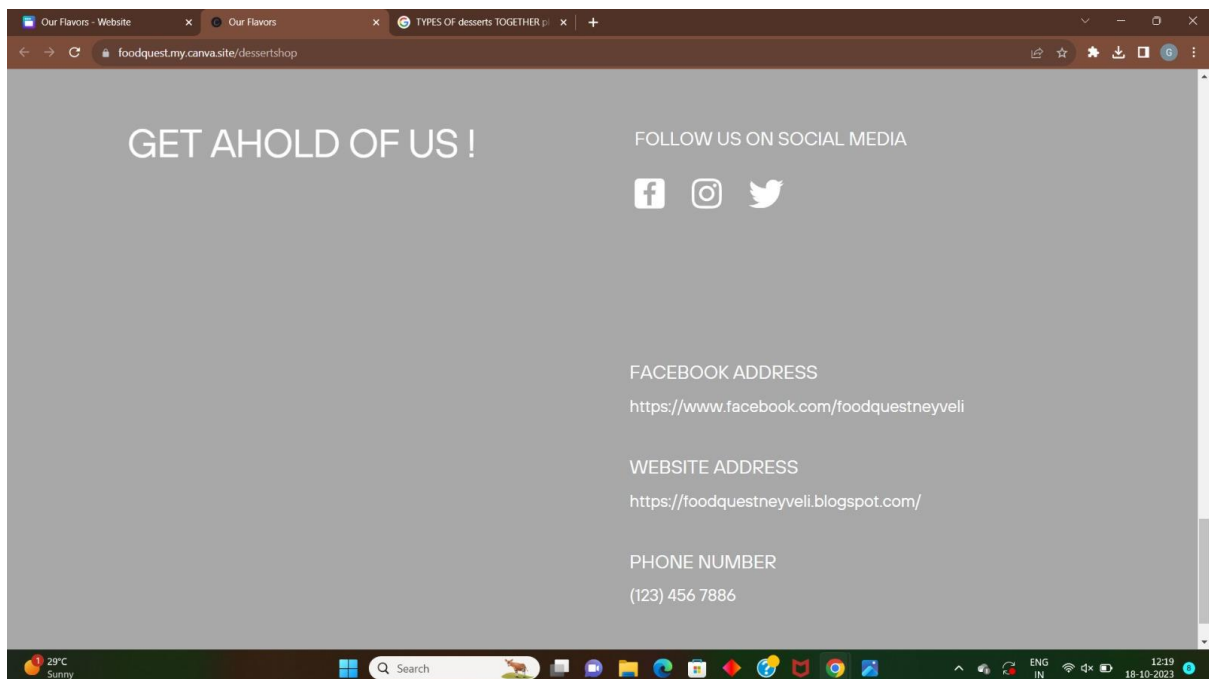 Our Flavors - Website
Our Flavors
TYPES OF desserts TOGETHER pl
foodquest.my.canva.site/dessertshop
G
GET AHOLD OF US !
FOLLOW US ON SOCIAL MEDIA
FACEBOOK ADDRESS
https://www.facebook.com/foodquestneyveli
WEBSITE ADDRESS
https://foodquestneyveli.blogspot.com/
PHONE NUMBER
(123) 456 7886
1
29°C
Sunny
Search
ENG
IN
12:19
18-10-2023
8